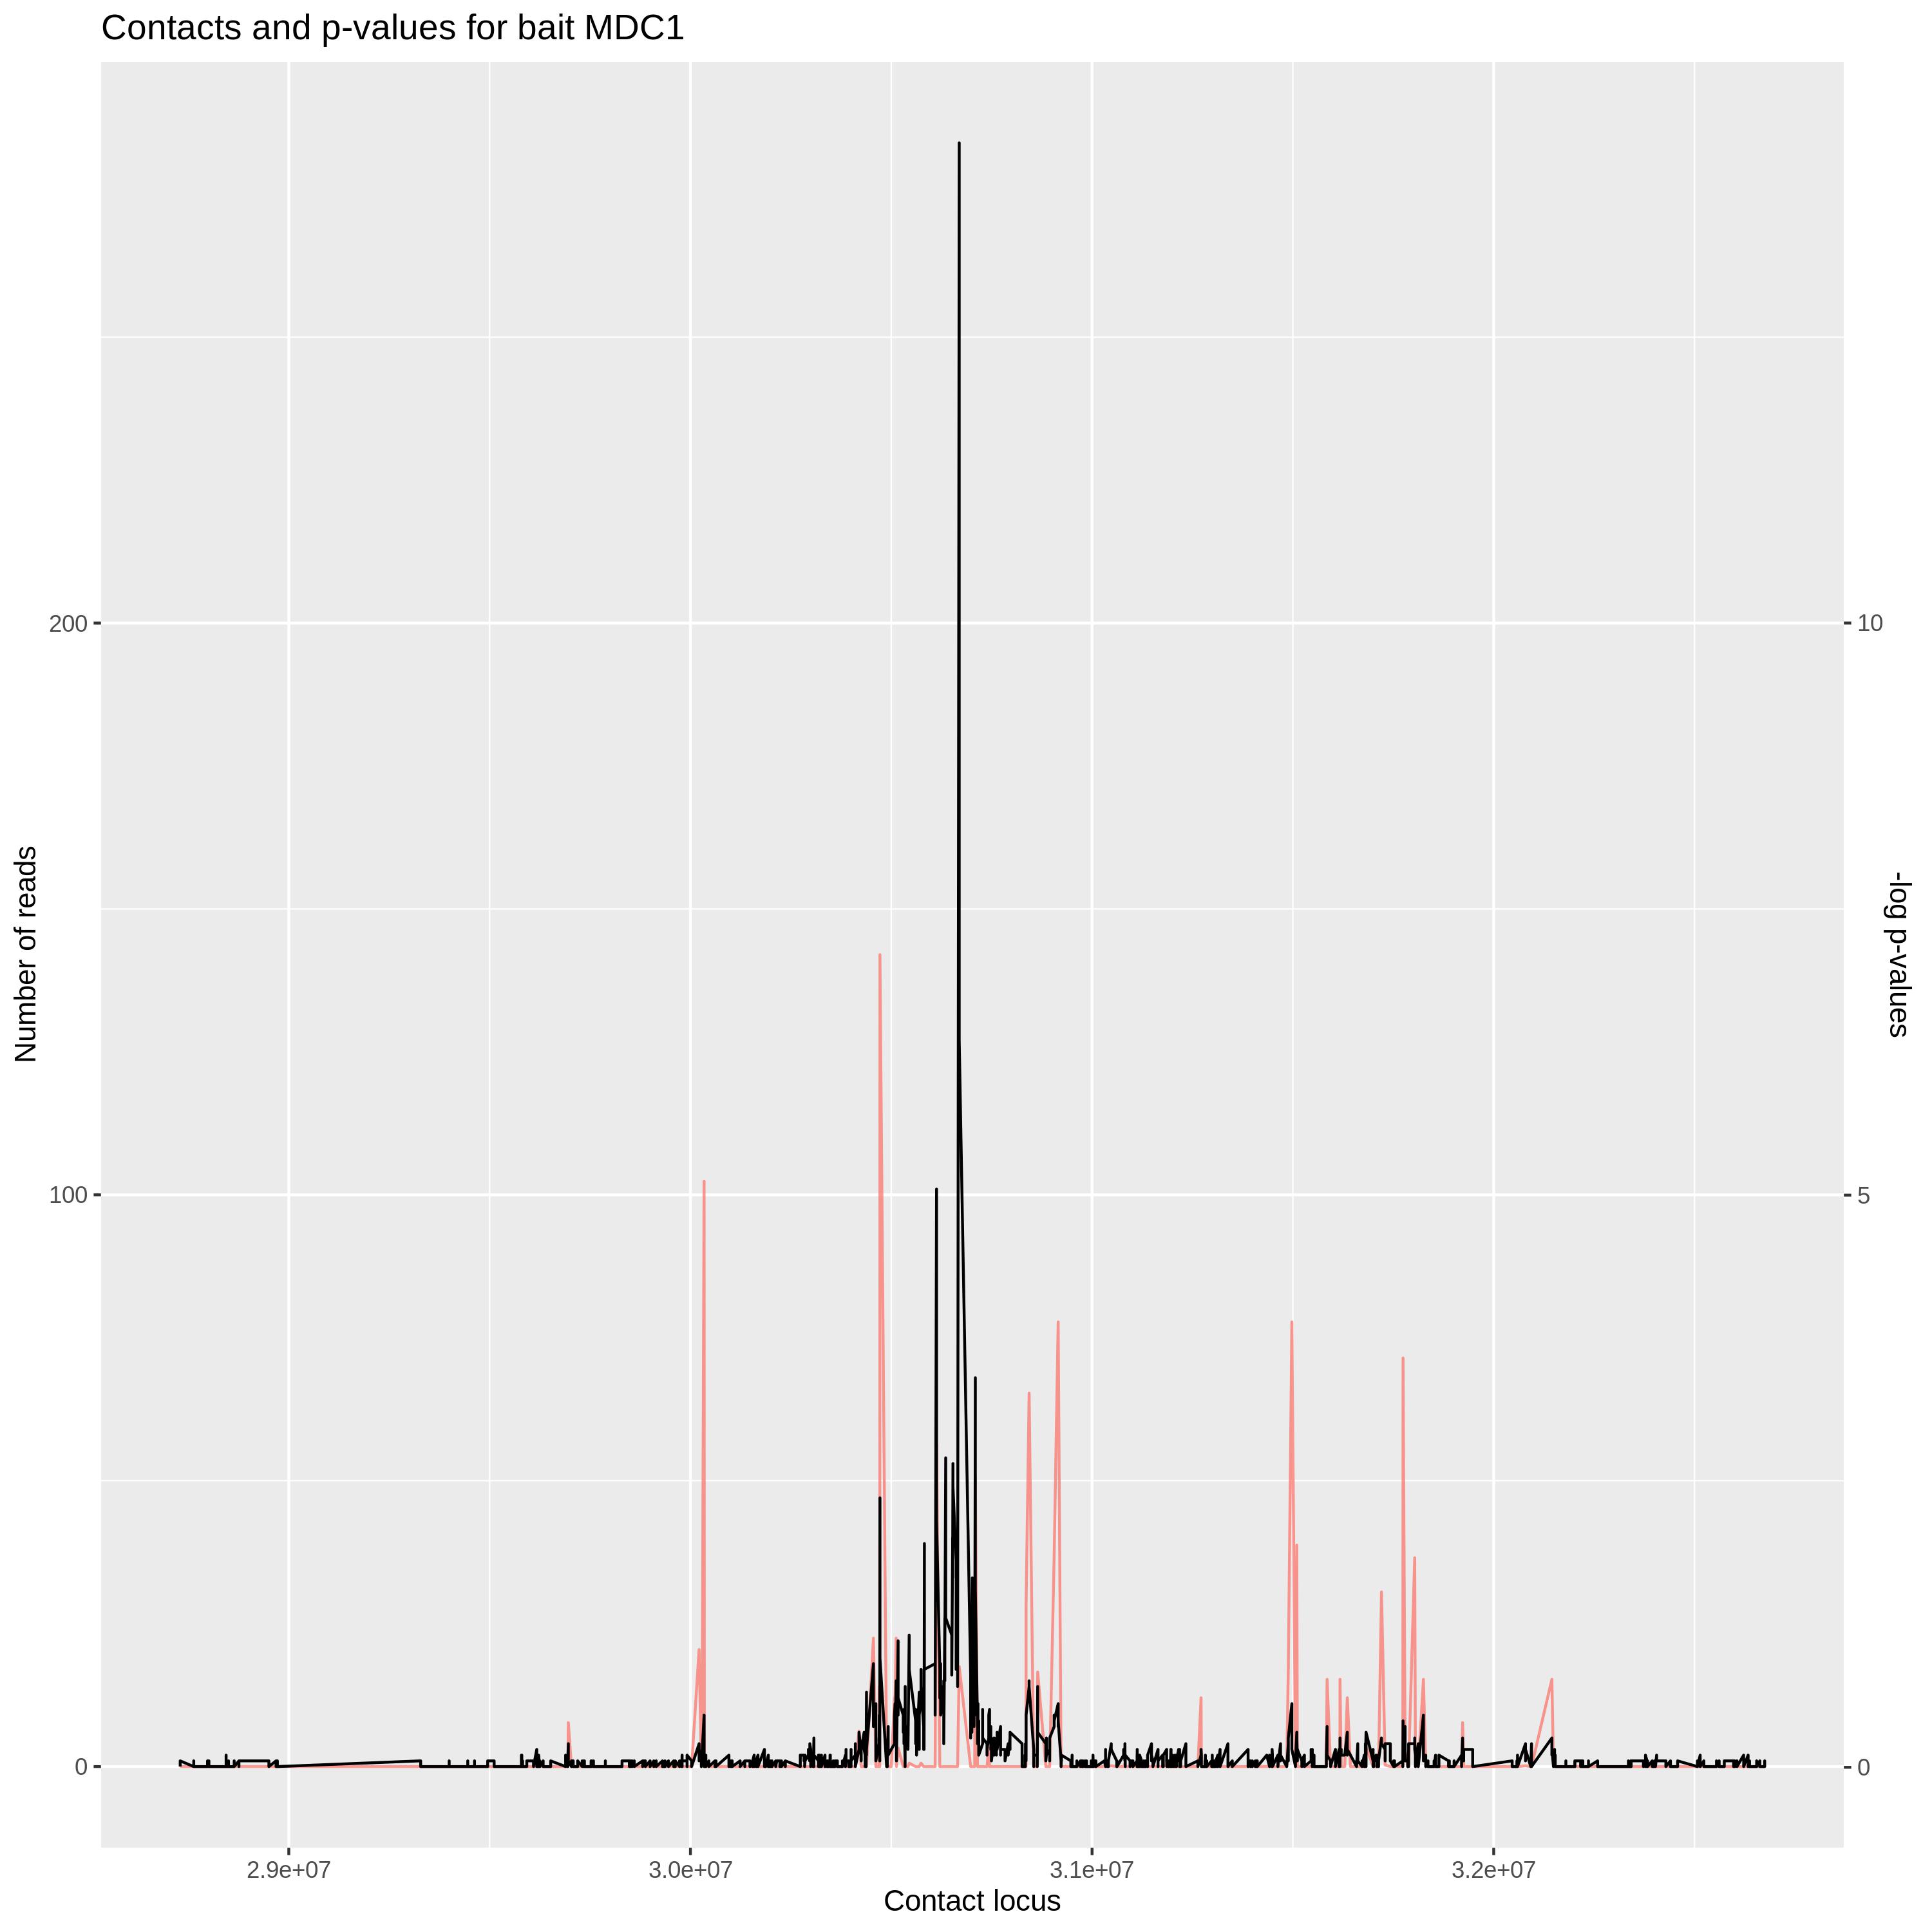 Contacts and p-values for bait MDC1
Number of reads
200
100
0
10
5
0
-log p-values
2.9e+07
3.0e+07
3.1e+07
3.2e+07
Contact locus